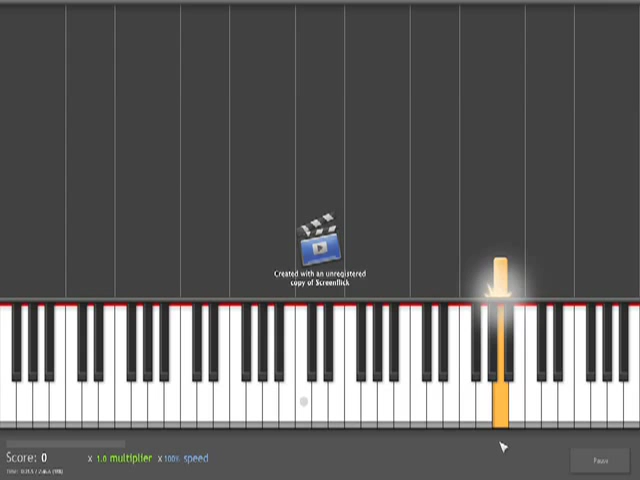 Created with an unregistered
copy of Screenflick
Score: 0
x 1.0 multiplier x 100% speed
Pause